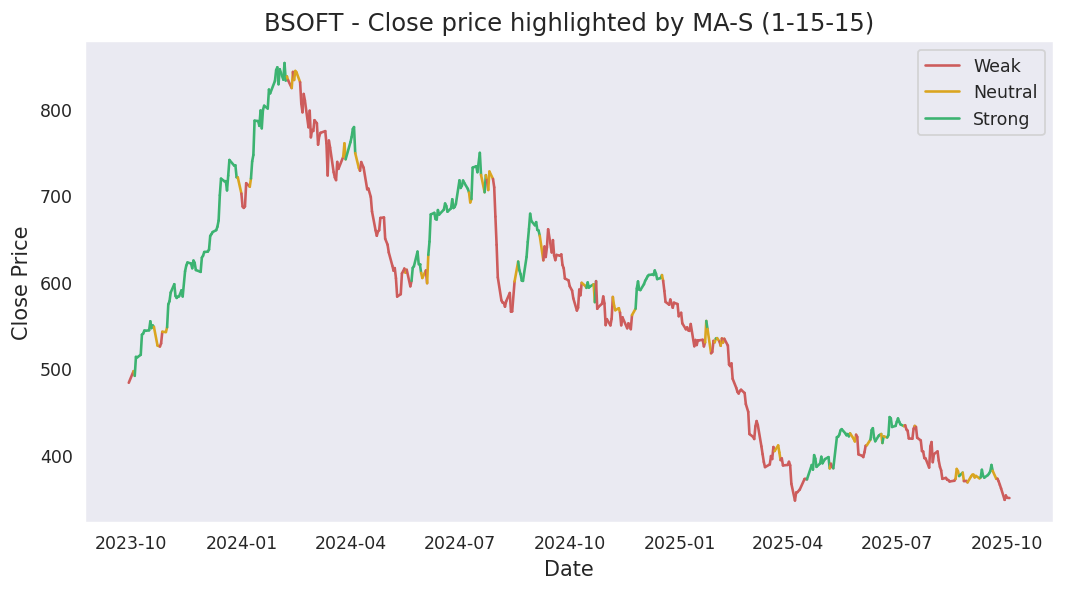 BSOFT - Close price highlighted by MA-S (1-15-15)
Weak
Neutral
Strong
Close Price
800
700
600
500
400
2023-10 2024-01 2024-04 2024-07 2024-10 2025-01 2025-04 2025-07 2025-10
Date